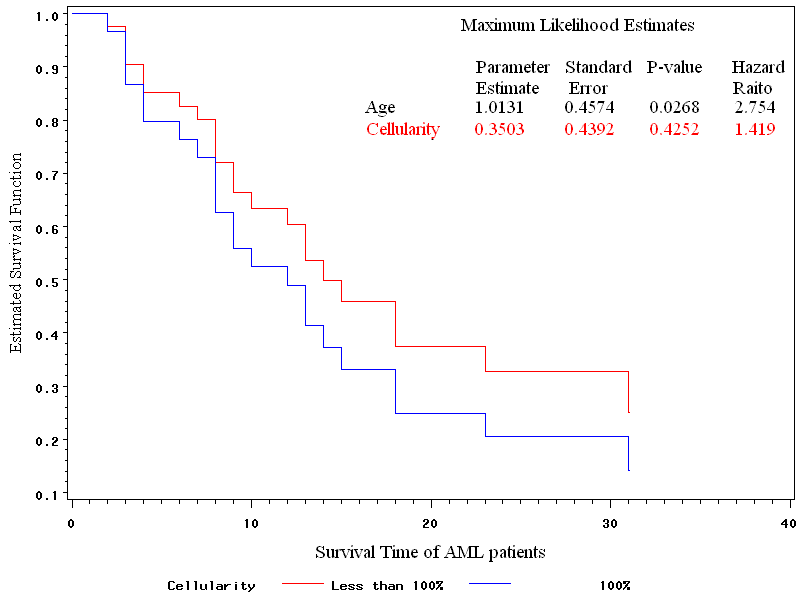 Maximum Likelihood Estimates
Parameter Standard P-value Hazard
Estimate Error Raito
Age 1.0131 0.4574 0.0268 2.754
Cellularity 0.3503 0.4392 0.4252 1.419
Estimated Survival Function
1.0
0.9
0.8
0.7
0.6
0.5
0.4
0.3
0.2
0.1
0 10 20 30 40
Survival Time of AML patients
Cellularity Less than 100% 100%